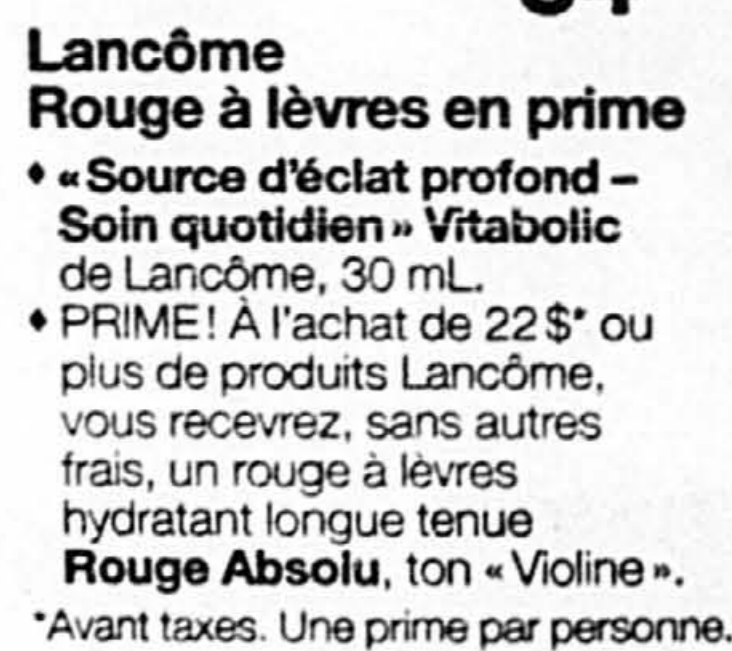 Lancôme
Rouge à lèvres en prime
♦ «Source d'éclat profond –
Soin quotidien» Vitabolic
de Lancôme, 30 mL.
♦ PRIME! À l'achat de 22 $* ou
plus de produits Lancôme,
vous recevrez, sans autres
frais, un rouge à lèvres
hydratant longue tenue
Rouge Absolu, ton «Violine».
*Avant taxes. Une prime par personne.